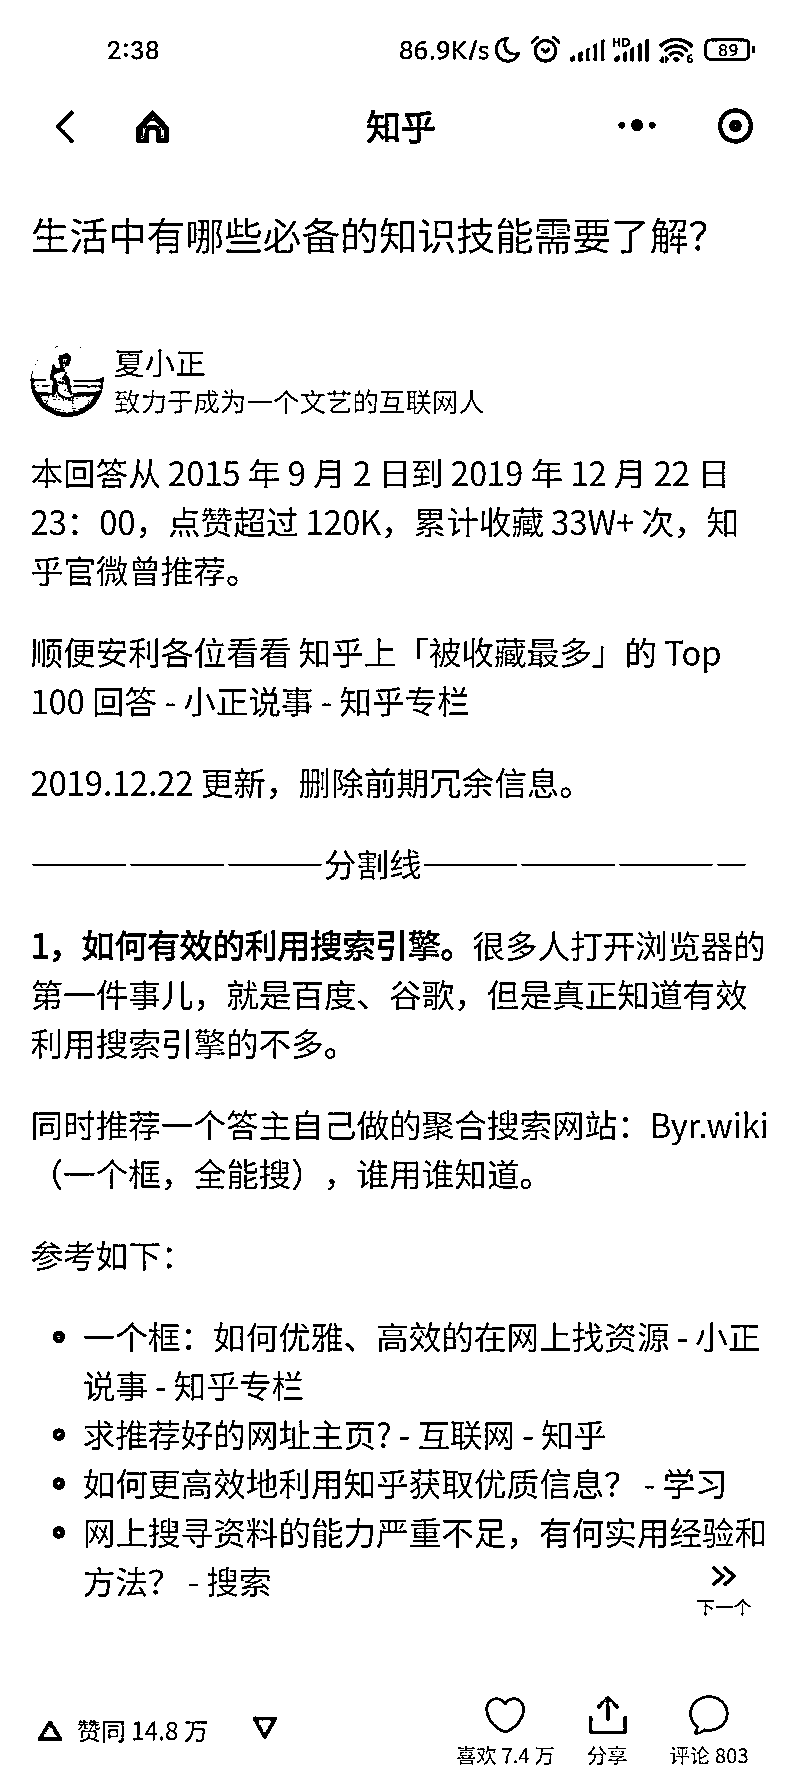 2:38 86.9K/s HD 6 89
知乎
生活中有哪些必备的知识技能需要了解?
夏小正
致力于成为一个文艺的互联网人
本回答从 2015 年 9 月 2 日到 2019 年 12 月 22 日
23：00，点赞超过 120K，累计收藏 33W+ 次，知
乎官微曾推荐。
顺便安利各位看看 知乎上「被收藏最多」的 Top
100 回答 - 小正说事 - 知乎专栏
2019.12.22 更新，删除前期冗余信息。
———————————分割线———————————
1，如何有效的利用搜索引擎。很多人打开浏览器的
第一件事儿，就是百度、谷歌，但是真正知道有效
利用搜索引擎的不多。
同时推荐一个答主自己做的聚合搜索网站：Byr.wiki
（一个框，全能搜），谁用谁知道。
参考如下：
• 一个框：如何优雅、高效的在网上找资源 - 小正
说事 - 知乎专栏
• 求推荐好的网址主页? - 互联网 - 知乎
• 如何更高效地利用知乎获取优质信息？ - 学习
• 网上搜寻资料的能力严重不足，有何实用经验和
方法？ - 搜索
下一个
赞同 14.8 万 喜欢 7.4 万 分享 评论 803